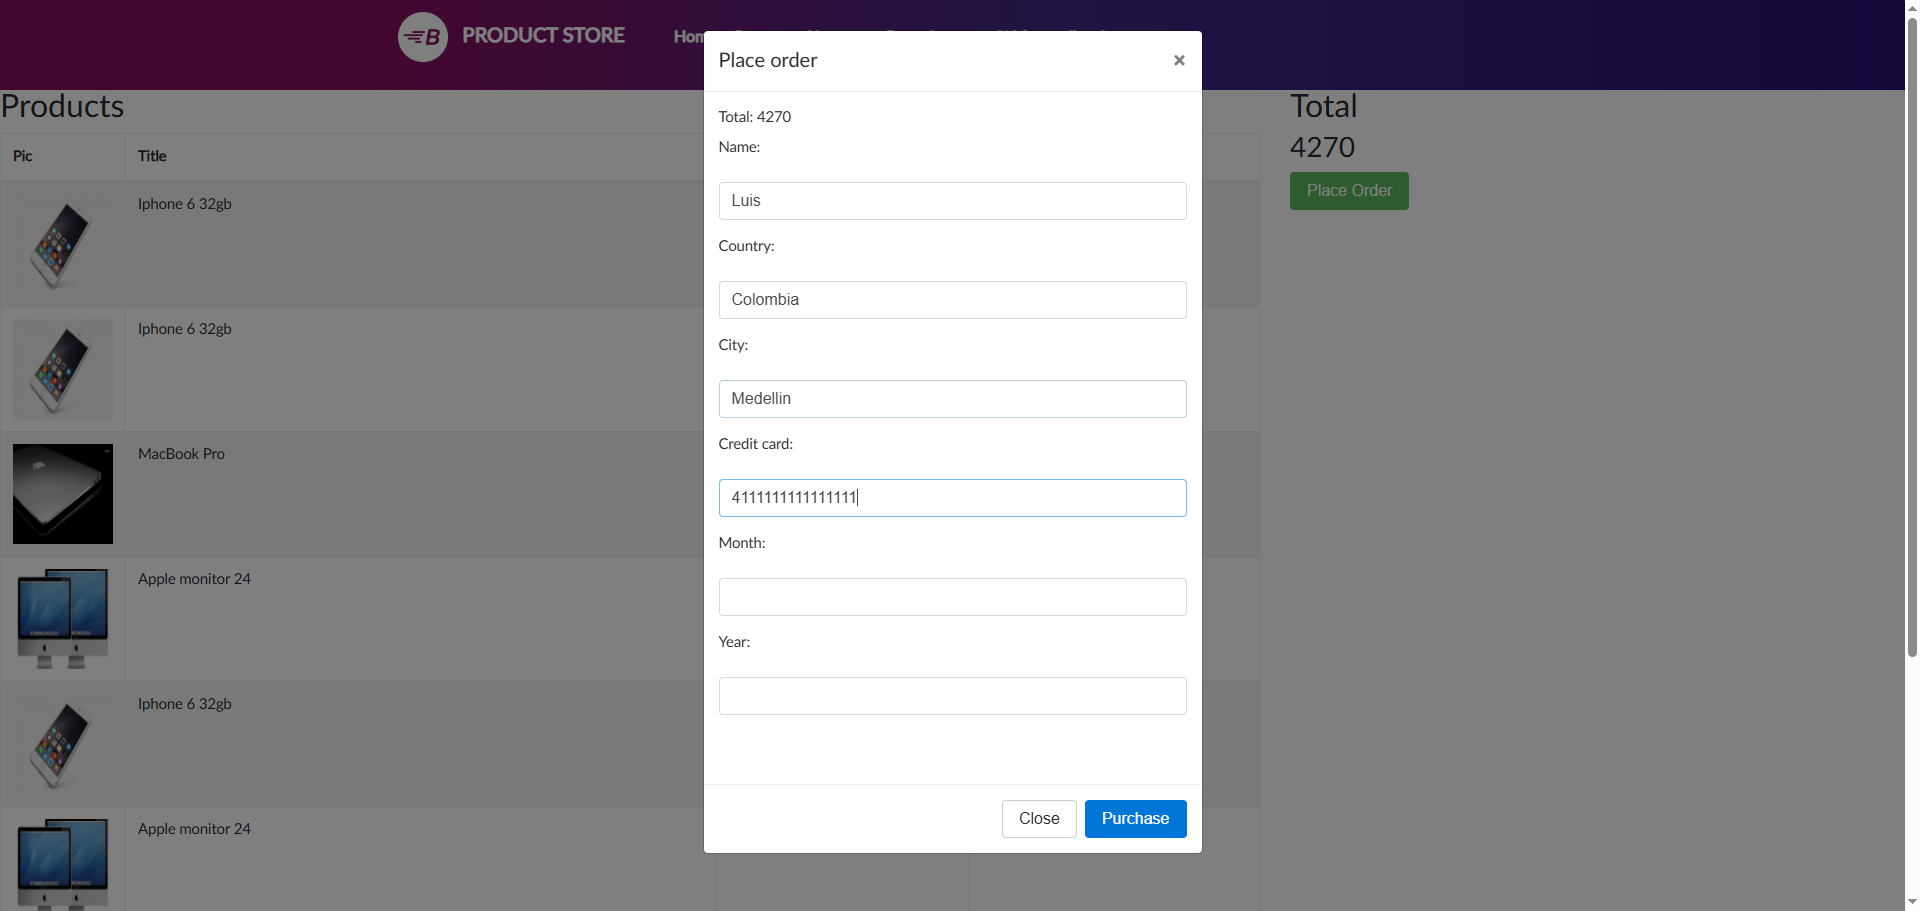 B PRODUCT STORE Hom
Place order ×
Products
Total
4270
Place Order
Pic Title
Iphone 6 32gb
Iphone 6 32gb
MacBook Pro
Apple monitor 24
Iphone 6 32gb
Apple monitor 24
Total: 4270
Name:
Luis
Country:
Colombia
City:
Medellin
Credit card:
4111111111111111
Month:
Year:
Close Purchase